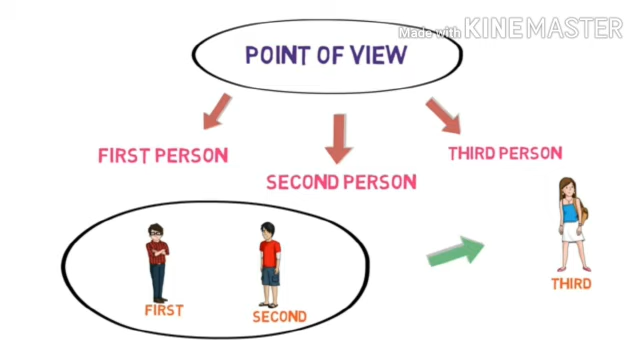 Made with KINEMASTER
POINT OF VIEW
FIRST PERSON
SECOND PERSON
THIRD PERSON
FIRST
SECOND
THIRD